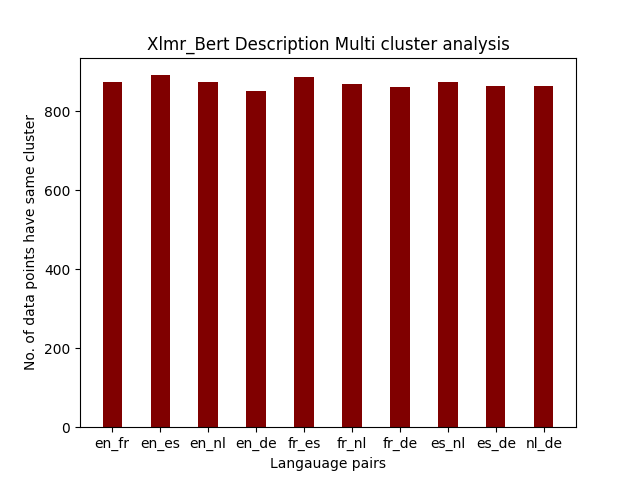 Xlmr_Bert Description Multi cluster analysis
No. of data points have same cluster
800
600
400
200
0
en_fr en_es en_nl en_de fr_es fr_nl fr_de es_nl es_de nl_de
Langauage pairs